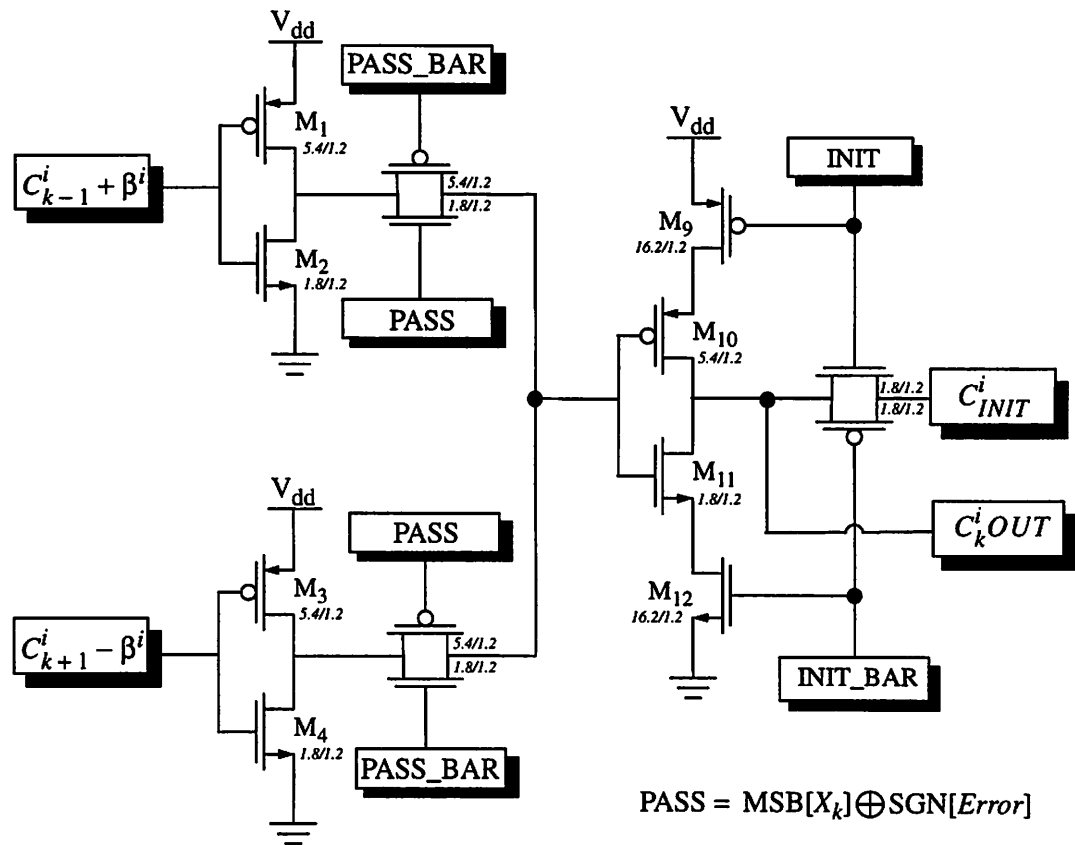 V_dd
PASS_BAR
M_1
5.4/1.2
C^i_{k-1} + β^i
5.4/1.2
1.8/1.2
M_2
1.8/1.2
PASS
V_dd
INIT
M_9
16.2/1.2
M_10
5.4/1.2
1.8/1.2
1.8/1.2
C^i_{INIT}
M_11
1.8/1.2
V_dd
PASS
C^i_k OUT
M_3
5.4/1.2
M_12
16.2/1.2
C^i_{k+1} − β^i
5.4/1.2
1.8/1.2
INIT_BAR
M_4
1.8/1.2
PASS_BAR
PASS = MSB[X_k]⊕SGN[Error]